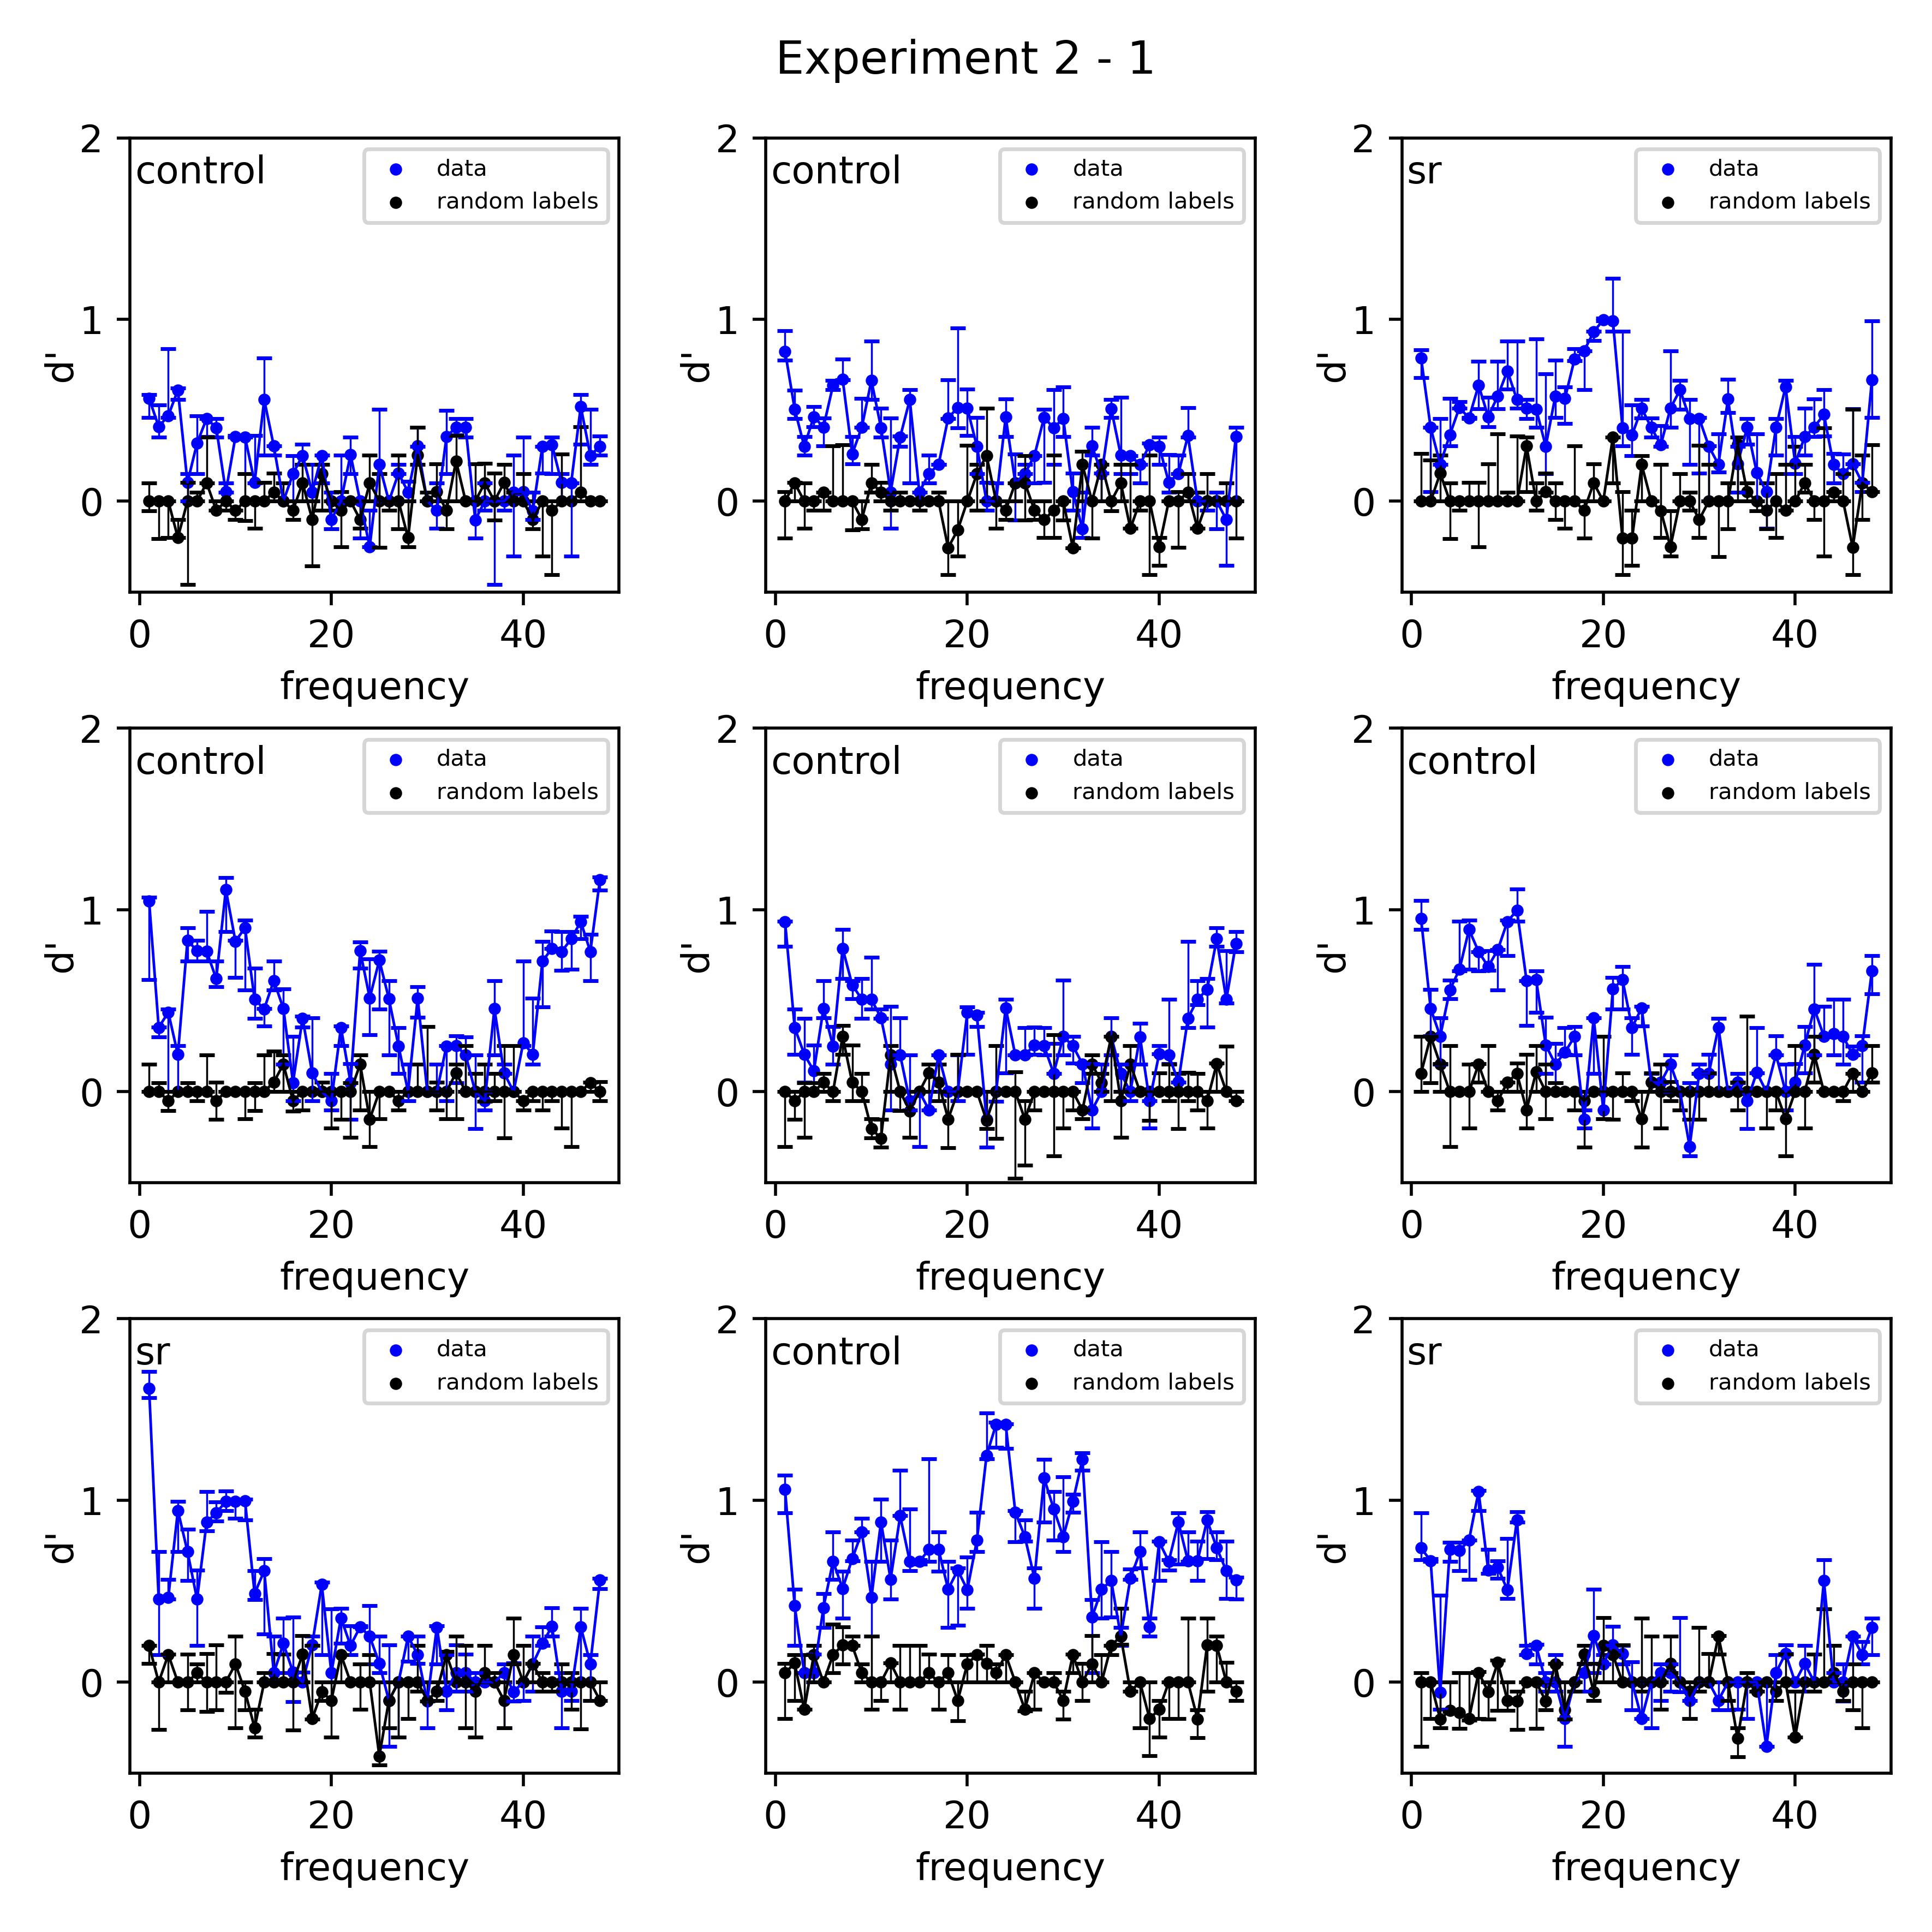 Experiment 2 - 1
control
data
random labels
d'
2
1
0
0 20 40
frequency
control
data
random labels
d'
2
1
0
0 20 40
frequency
sr
data
random labels
d'
2
1
0
0 20 40
frequency
control
data
random labels
d'
2
1
0
0 20 40
frequency
control
data
random labels
d'
2
1
0
0 20 40
frequency
control
data
random labels
d'
2
1
0
0 20 40
frequency
sr
data
random labels
d'
2
1
0
0 20 40
frequency
control
data
random labels
d'
2
1
0
0 20 40
frequency
sr
data
random labels
d'
2
1
0
0 20 40
frequency